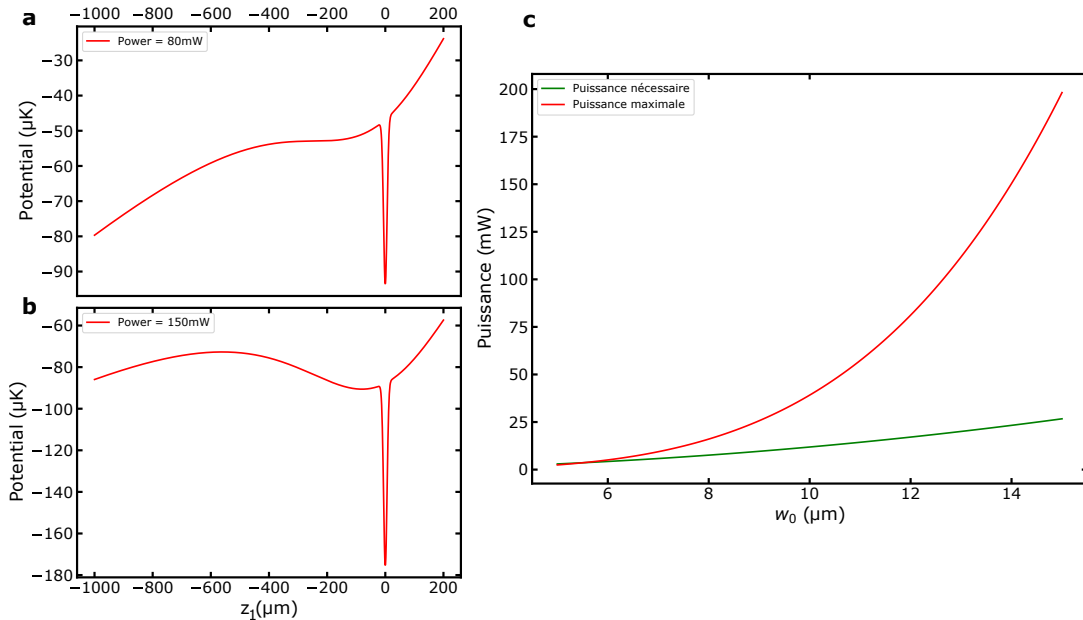 a
−1000 −800 −600 −400 −200 0 200
Power = 80mW
−30
−40
−50
−60
−70
−80
−90
Potential (μK)
b
Power = 150mW
−60
−80
−100
−120
−140
−160
−180
Potential (μK)
−1000 −800 −600 −400 −200 0 200
z₁(μm)
c
Puissance nécessaire
Puissance maximale
200
175
150
125
100
75
50
25
0
Puissance (mW)
6 8 10 12 14
w₀ (μm)